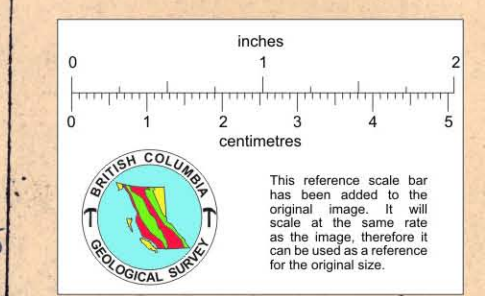 inches
0 1 2
0 1 2 3 4 5
centimetres
BRITISH COLUMBIA
GEOLOGICAL SURVEY
This reference scale bar
has been added to the
original image. It will
scale at the same rate
as the image, therefore it
can be used as a reference
for the original size.